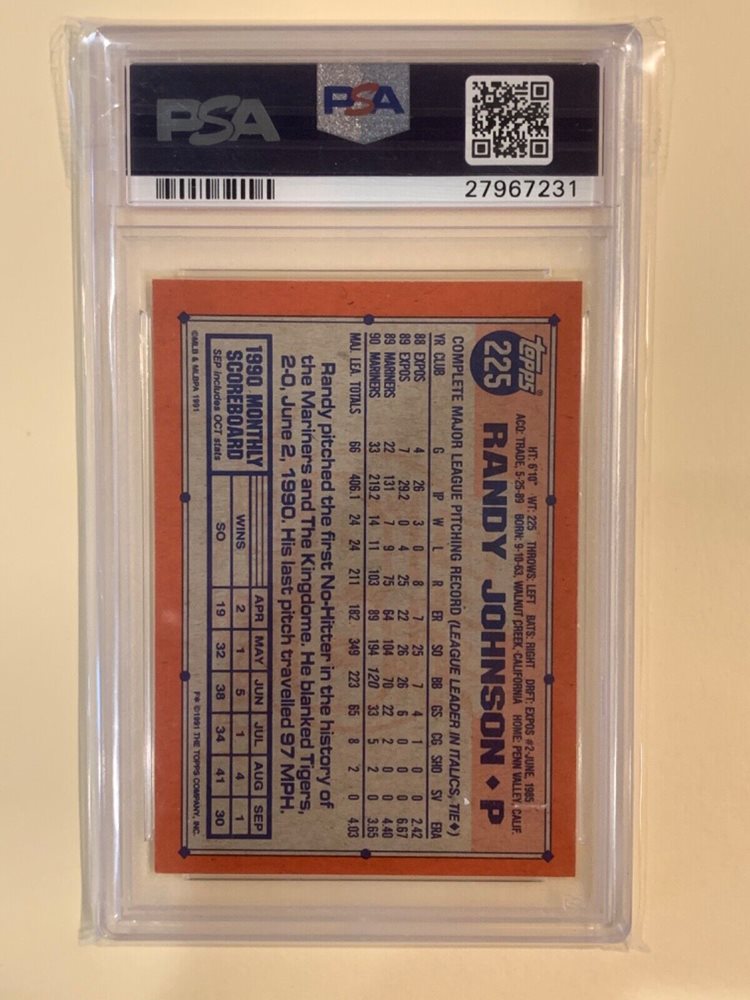 PSA
PSA
27967231
topps®
225
HT: 6'10" WT: 225 THROWS: LEFT BATS: RIGHT DRFT: EXPOS #2-JUNE, 1985
ACQ: TRADE, 5-25-89 BORN: 9-10-63, WALNUT CREEK, CALIFORNIA HOME: PENN VALLEY, CALIF.
RANDY JOHNSON ♦ P
COMPLETE MAJOR LEAGUE PITCHING RECORD (LEAGUE LEADER IN ITALICS, TIE♦)
YR CLUB G IP W L R ER SO BB GS CG SHO SV ERA
88 EXPOS 4 26 3 0 8 7 25 7 4 1 0 0 2.42
89 EXPOS 7 29.2 0 4 25 22 26 26 6 0 0 0 6.67
89 MARINERS 22 131 7 9 75 64 104 70 22 2 0 0 4.40
90 MARINERS 33 219.2 14 11 103 89 194 120 33 5 2 0 3.65
MAJ. LEA. TOTALS 66 406.1 24 24 211 182 349 223 65 8 2 0 4.03
Randy pitched the first No-Hitter in the history of
the Mariners and The Kingdome. He blanked Tigers,
2-0, June 2, 1990. His last pitch travelled 97 MPH.
1990 MONTHLY
SCOREBOARD
SEP includes OCT stats
APR MAY JUN JUL AUG SEP
WINS 2 1 5 1 4 1
SO 19 32 38 34 41 30
©MLB & MLBPA 1991
F* ©1991 THE TOPPS COMPANY, INC.